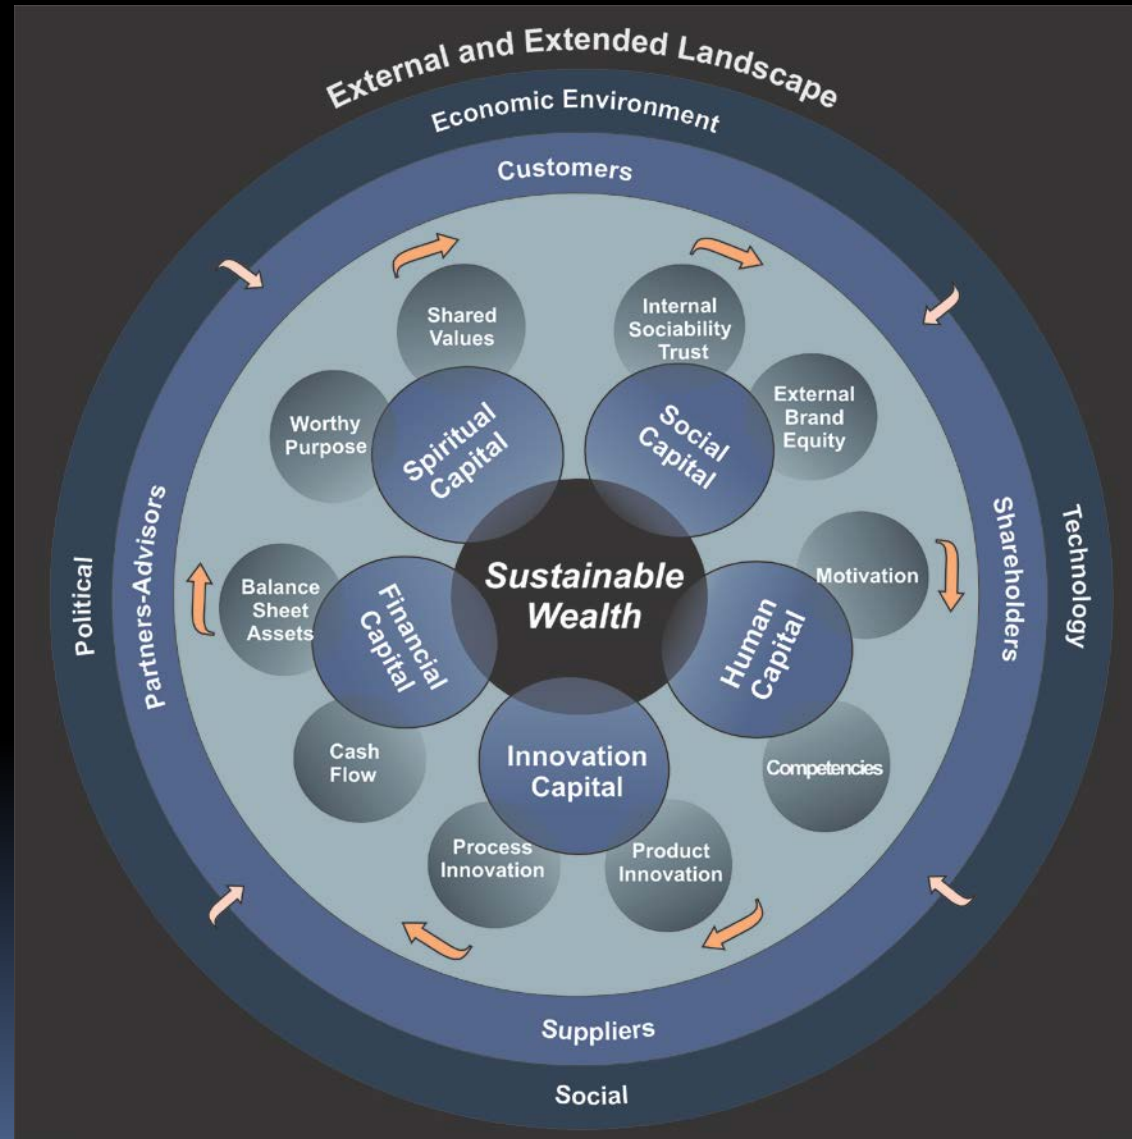 External and Extended Landscape
Economic Environment
Customers
Shared
Values
Internal
Sociability
Trust
Worthy
Purpose
Spiritual
Capital
Social
Capital
External
Brand
Equity
Political
Partners-Advisors
Balance
Sheet
Assets
Financial
Capital
Sustainable
Wealth
Human
Capital
Motivation
Shareholders
Technology
Cash
Flow
Innovation
Capital
Competencies
Process
Innovation
Product
Innovation
Suppliers
Social